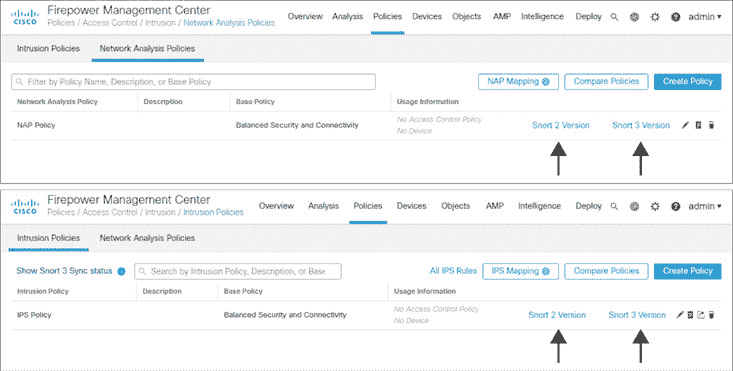 Firepower Management Center
CISCO Policies / Access Control / Intrusion / Network Analysis Policies
Overview Analysis Policies Devices Objects AMP Intelligence Deploy admin
Intrusion Policies Network Analysis Policies
Filter by Policy Name, Description, or Base Policy NAP Mapping Compare Policies Create Policy
Network Analysis Policy Description Base Policy Usage Information
NAP Policy Balanced Security and Connectivity No Access Control Policy Snort 2 Version Snort 3 Version
No Device
Firepower Management Center
CISCO Policies / Access Control / Intrusion / Intrusion Policies
Overview Analysis Policies Devices Objects AMP Intelligence Deploy admin
Intrusion Policies Network Analysis Policies
Show Snort 3 Sync status Search by Intrusion Policy, Description, or Base All IPS Rules IPS Mapping Compare Policies Create Policy
Intrusion Policy Description Base Policy Usage Information
IPS Policy Balanced Security and Connectivity No Access Control Policy Snort 2 Version Snort 3 Version
No Device